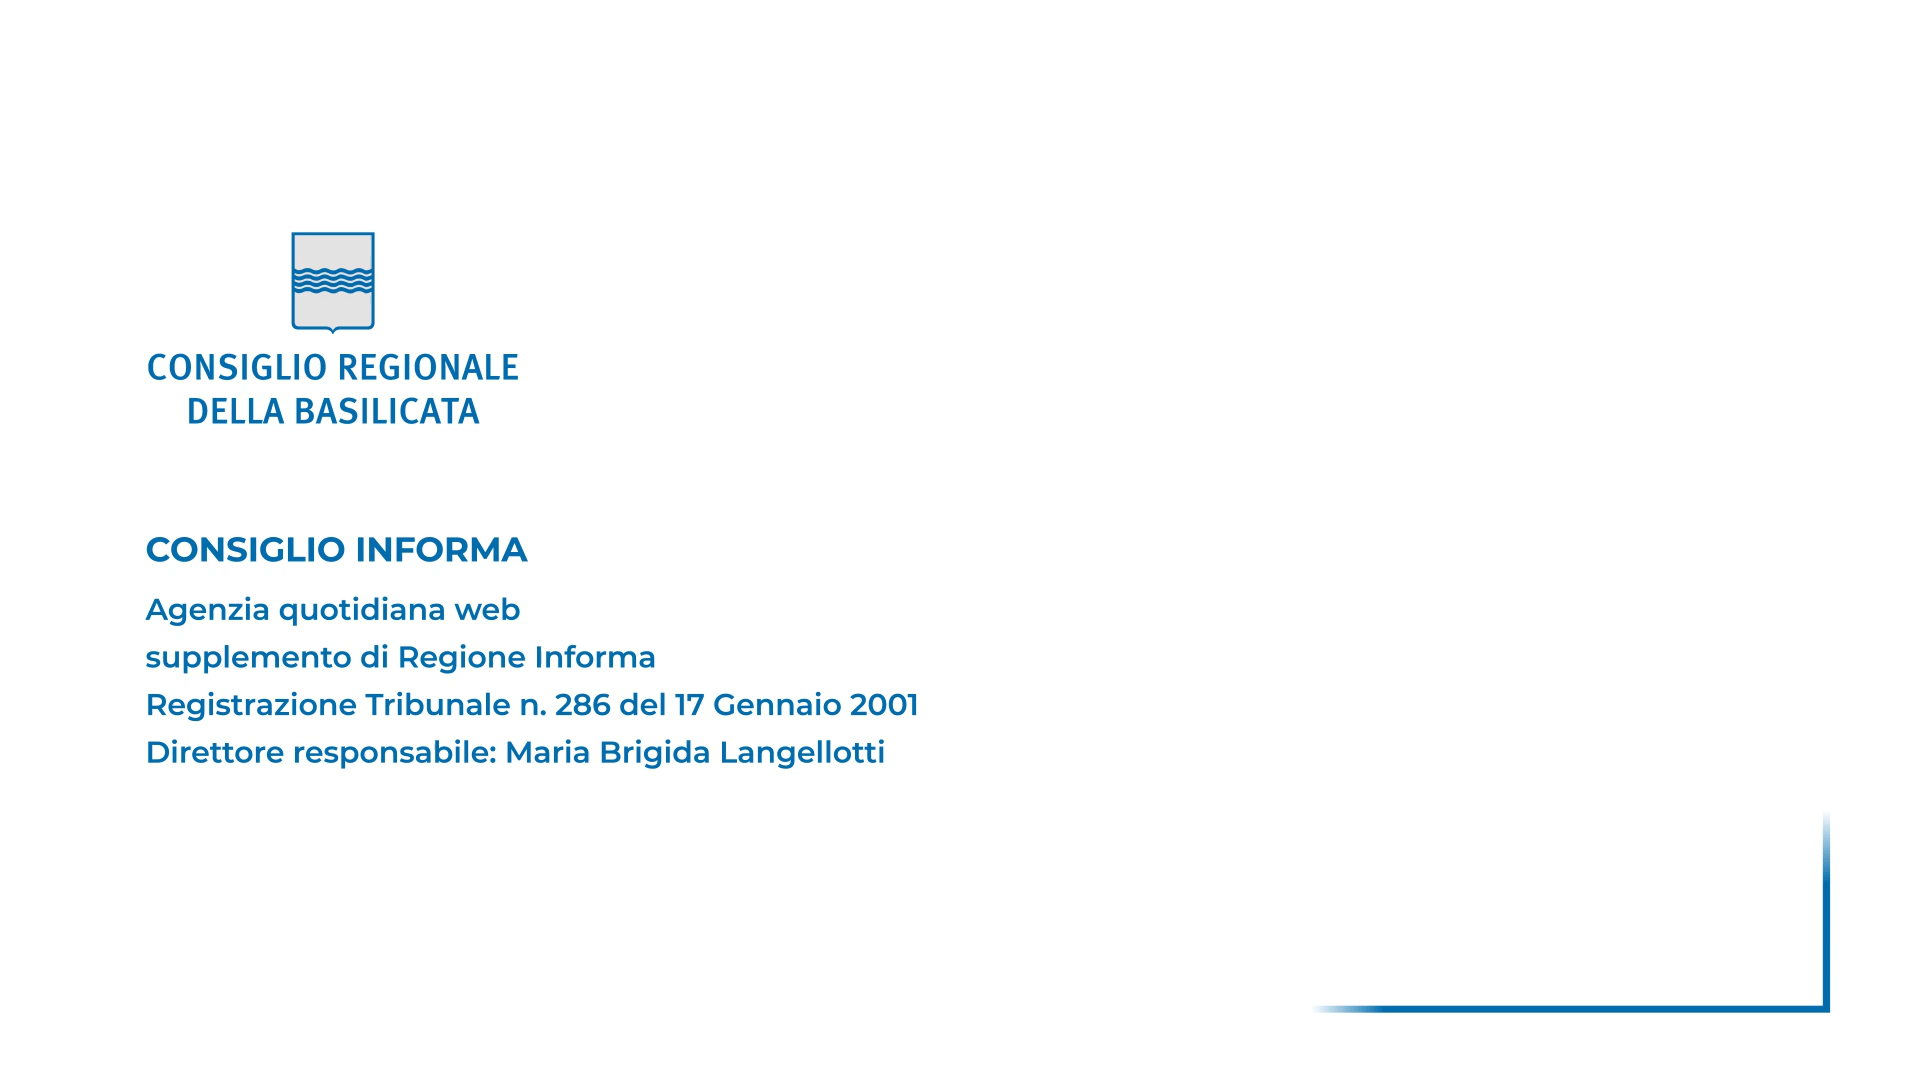 CONSIGLIO REGIONALE
DELLA BASILICATA
CONSIGLIO INFORMA
Agenzia quotidiana web
supplemento di Regione Informa
Registrazione Tribunale n. 286 del 17 Gennaio 2001
Direttore responsabile: Maria Brigida Langellotti